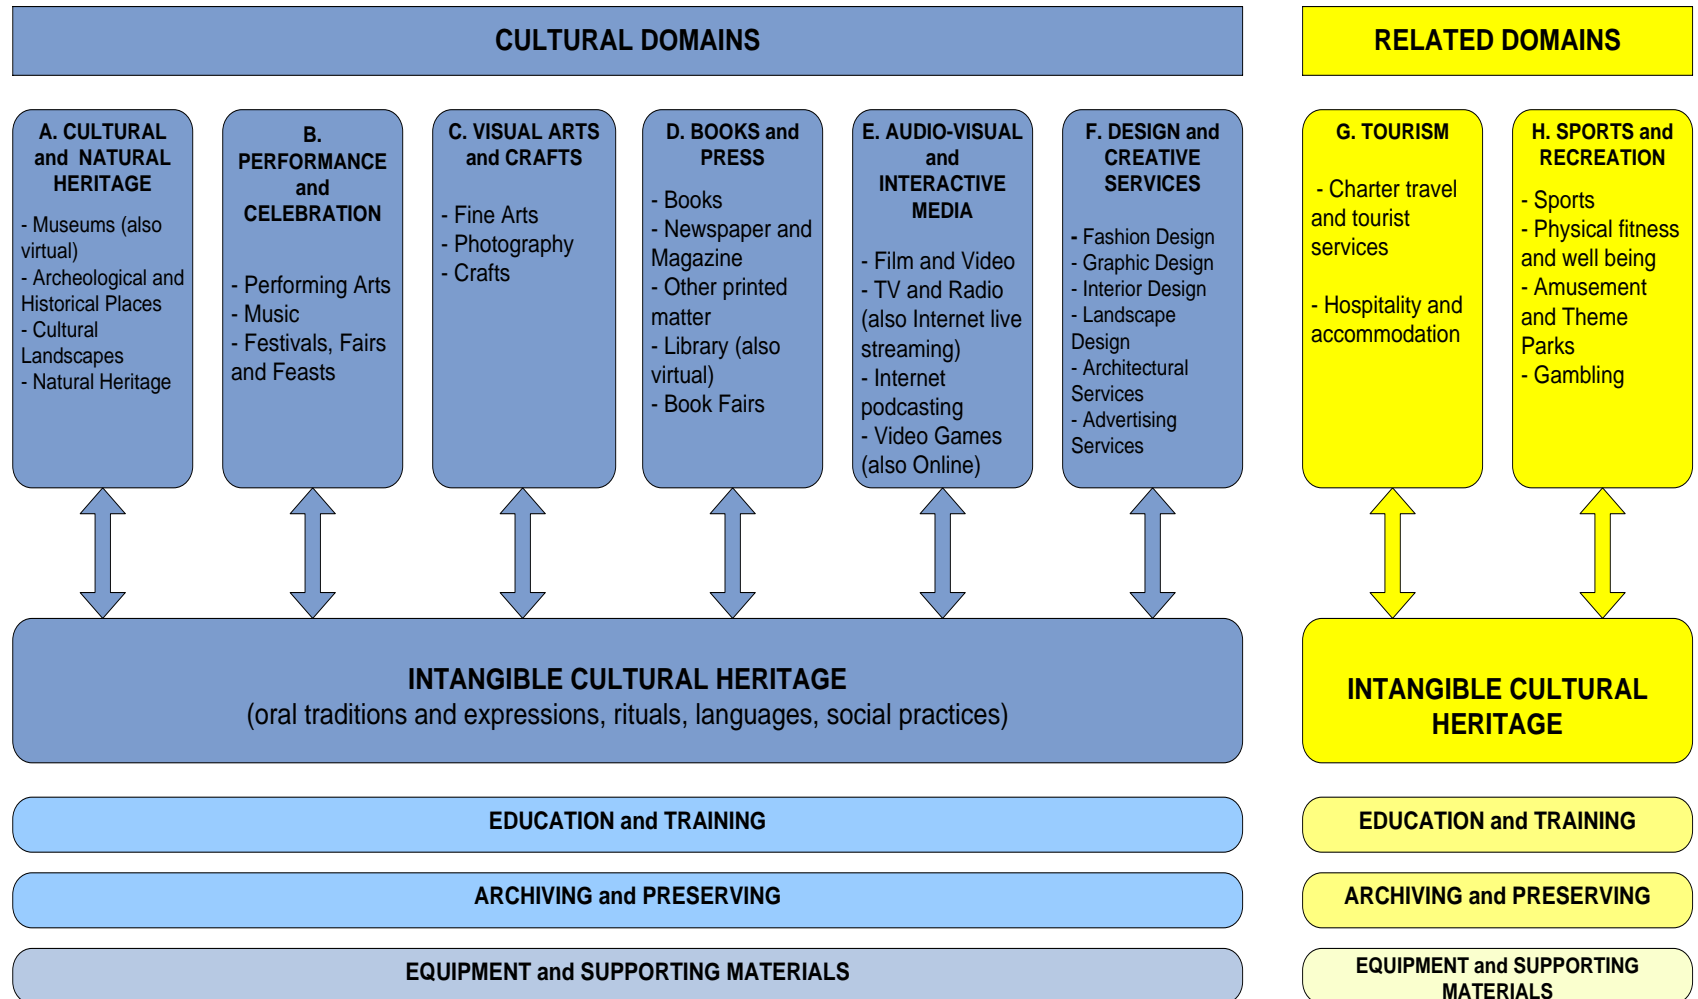 CULTURAL DOMAINS
RELATED DOMAINS
A. CULTURAL
and NATURAL
HERITAGE
- Museums (also
virtual)
- Archeological and
Historical Places
- Cultural
Landscapes
- Natural Heritage
B.
PERFORMANCE
and
CELEBRATION
- Performing Arts
- Music
- Festivals, Fairs
and Feasts
C. VISUAL ARTS
and CRAFTS
- Fine Arts
- Photography
- Crafts
D. BOOKS and
PRESS
- Books
- Newspaper and
Magazine
- Other printed
matter
- Library (also
virtual)
- Book Fairs
E. AUDIO-VISUAL
and
INTERACTIVE
MEDIA
- Film and Video
- TV and Radio
(also Internet live
streaming)
- Internet
podcasting
- Video Games
(also Online)
F. DESIGN and
CREATIVE
SERVICES
- Fashion Design
- Graphic Design
- Interior Design
- Landscape
Design
- Architectural
Services
- Advertising
Services
G. TOURISM
- Charter travel
and tourist
services
- Hospitality and
accommodation
H. SPORTS and
RECREATION
- Sports
- Physical fitness
and well being
- Amusement
and Theme
Parks
- Gambling
INTANGIBLE CULTURAL HERITAGE
(oral traditions and expressions, rituals, languages, social practices)
INTANGIBLE CULTURAL
HERITAGE
EDUCATION and TRAINING
EDUCATION and TRAINING
ARCHIVING and PRESERVING
ARCHIVING and PRESERVING
EQUIPMENT and SUPPORTING MATERIALS
EQUIPMENT and SUPPORTING
MATERIALS